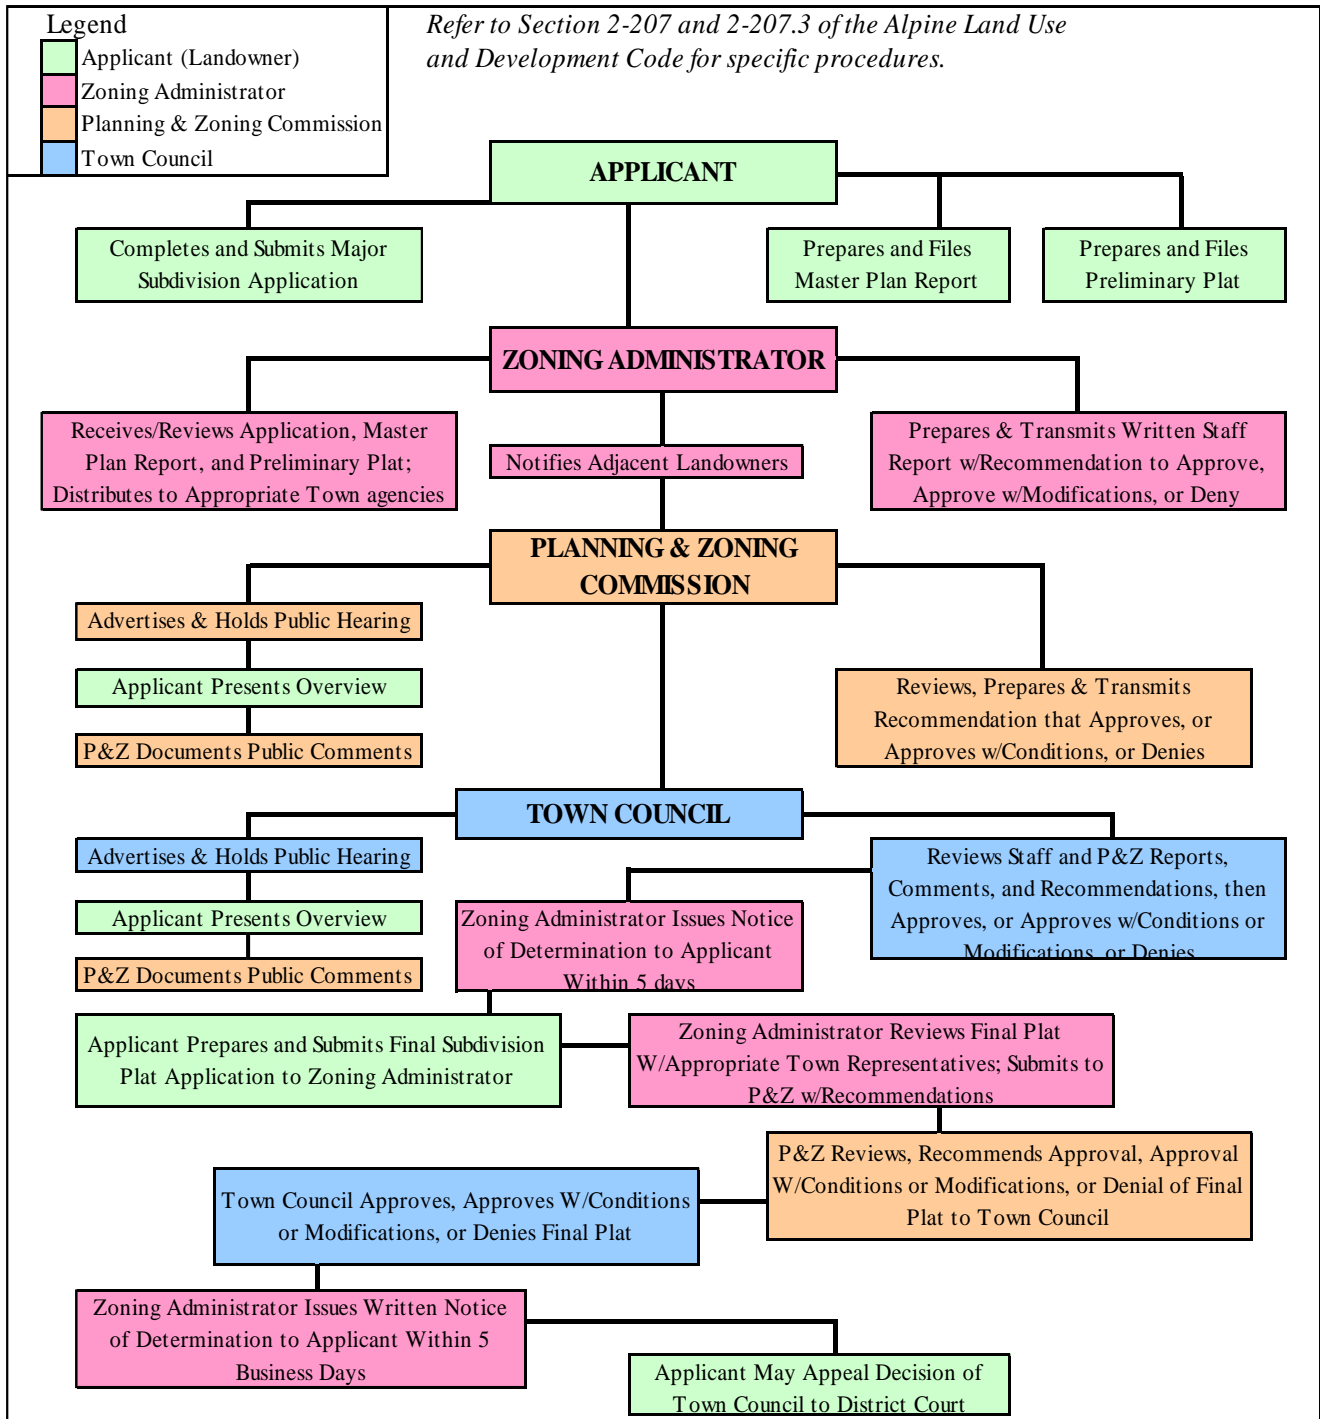 Legend
Applicant (Landowner)
Zoning Administrator
Planning & Zoning Commission
Town Council
Refer to Section 2-207 and 2-207.3 of the Alpine Land Use
and Development Code for specific procedures.
APPLICANT
Completes and Submits Major
Subdivision Application
Prepares and Files
Master Plan Report
Prepares and Files
Preliminary Plat
ZONING ADMINISTRATOR
Receives/Reviews Application, Master
Plan Report, and Preliminary Plat;
Distributes to Appropriate Town agencies
Notifies Adjacent Landowners
Prepares & Transmits Written Staff
Report w/Recommendation to Approve,
Approve w/Modifications, or Deny
PLANNING & ZONING
COMMISSION
Advertises & Holds Public Hearing
Applicant Presents Overview
P&Z Documents Public Comments
Reviews, Prepares & Transmits
Recommendation that Approves, or
Approves w/Conditions, or Denies
TOWN COUNCIL
Advertises & Holds Public Hearing
Applicant Presents Overview
P&Z Documents Public Comments
Reviews Staff and P&Z Reports,
Comments, and Recommendations, then
Approves, or Approves w/Conditions or
Modifications, or Denies
Zoning Administrator Issues Notice
of Determination to Applicant
Within 5 days
Applicant Prepares and Submits Final Subdivision
Plat Application to Zoning Administrator
Zoning Administrator Reviews Final Plat
W/Appropriate Town Representatives; Submits to
P&Z w/Recommendations
P&Z Reviews, Recommends Approval, Approval
W/Conditions or Modifications, or Denial of Final
Plat to Town Council
Town Council Approves, Approves W/Conditions
or Modifications, or Denies Final Plat
Zoning Administrator Issues Written Notice
of Determination to Applicant Within 5
Business Days
Applicant May Appeal Decision of
Town Council to District Court